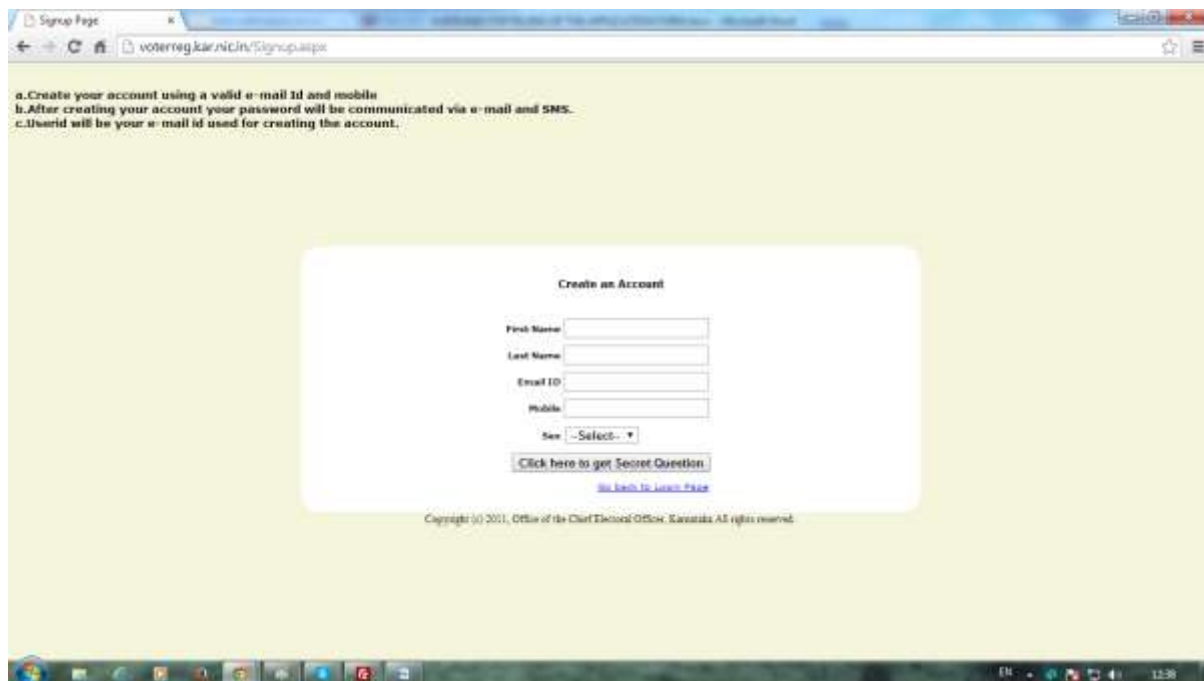 Signup Page
voterreg.kar.nic.in/Signup.aspx
a.Create your account using a valid e-mail Id and mobile
b.After creating your account your password will be communicated via e-mail and SMS.
c.Userid will be your e-mail id used for creating the account.
Create an Account
First Name
Last Name
Email ID
Mobile
Sex --Select--
Click here to get Secret Question
Go back to Login Page
Copyright (c) 2011, Office of the Chief Electoral Officer, Karnataka All rights reserved.
EN